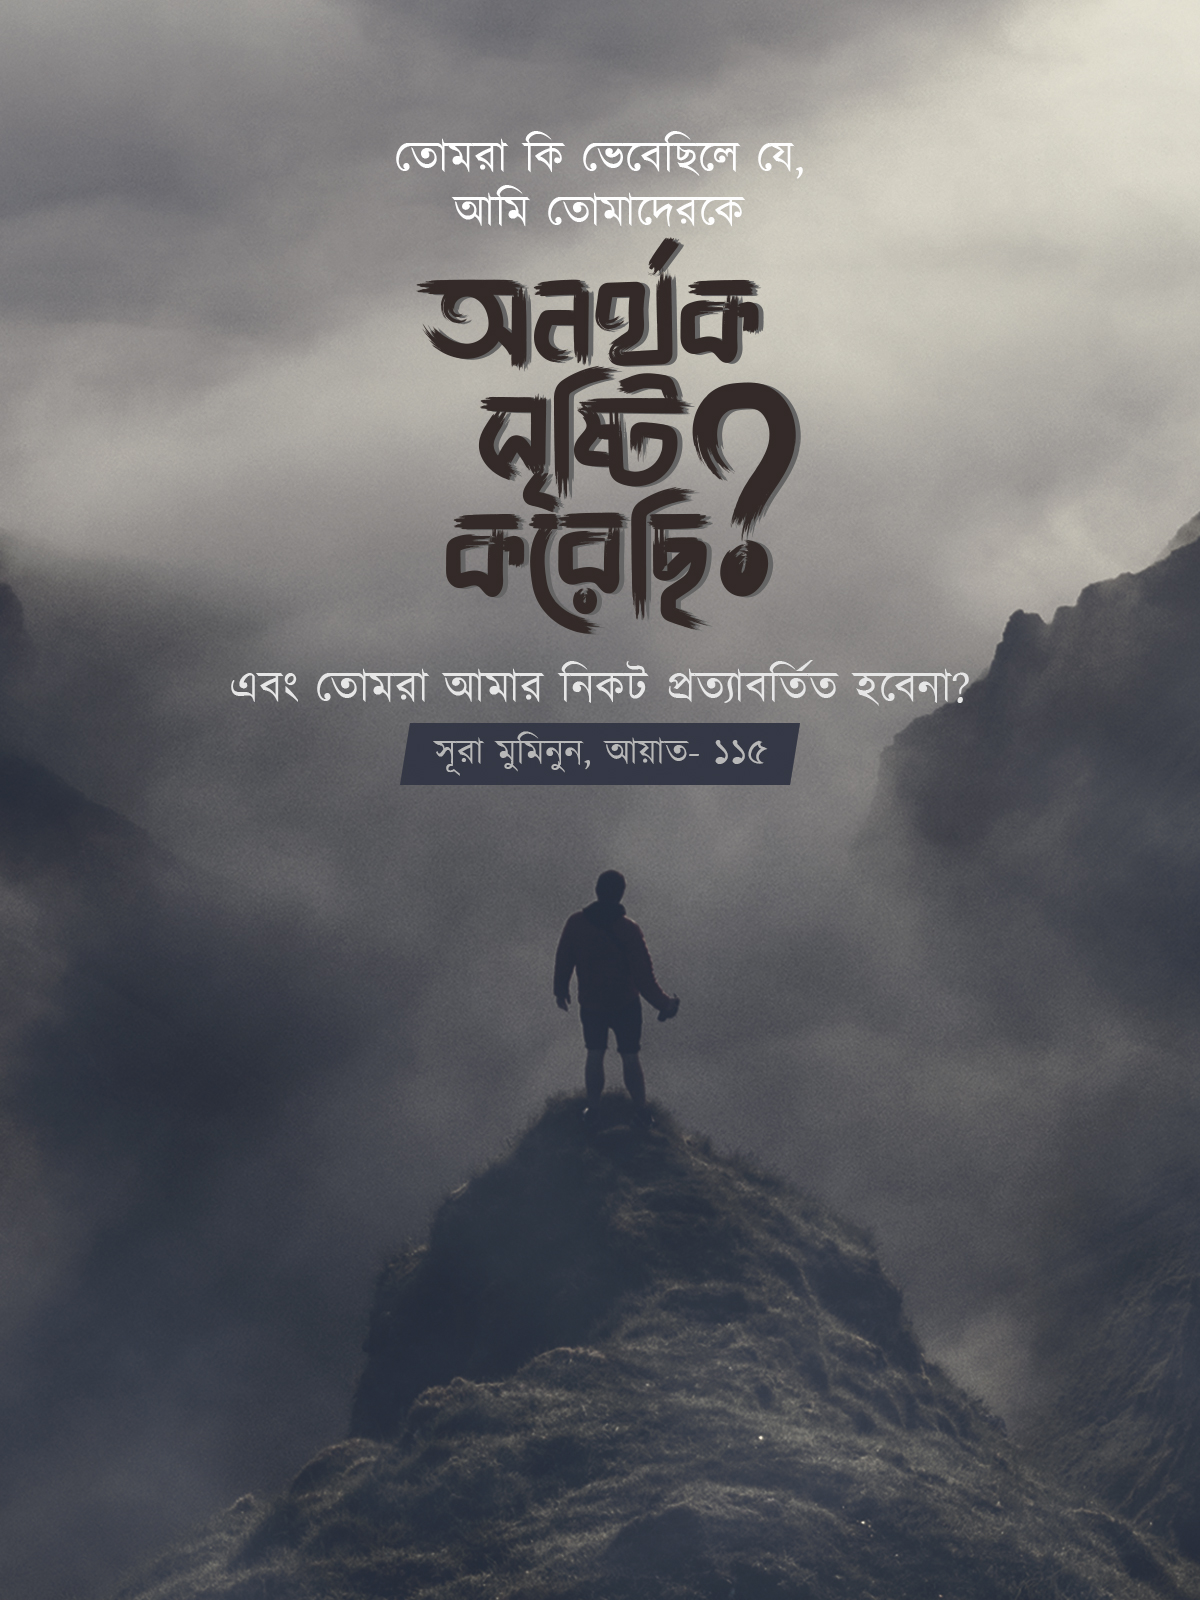 তোমরা কি ভেবেছিলে যে,
আমি তোমাদেরকে
অনর্থক
সৃষ্টি
করেছি?
এবং তোমরা আমার নিকট প্রত্যাবর্তিত হবেনা?
সূরা মুমিনুন, আয়াত- ১১৫